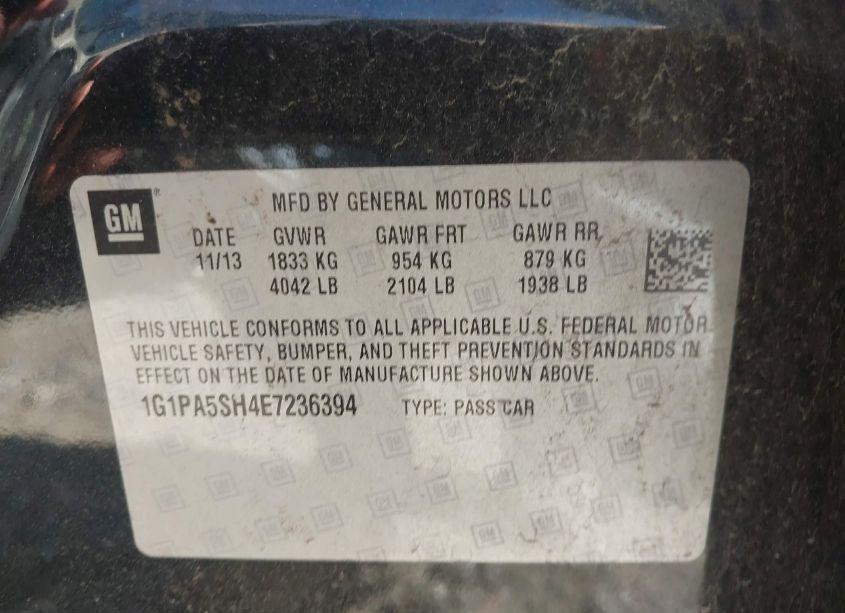 GM ® MFD BY GENERAL MOTORS LLC
DATE GVWR GAWR FRT GAWR RR
11/13 1833 KG 954 KG 879 KG
4042 LB 2104 LB 1938 LB
THIS VEHICLE CONFORMS TO ALL APPLICABLE U.S. FEDERAL MOTOR
VEHICLE SAFETY, BUMPER, AND THEFT PREVENTION STANDARDS IN
EFFECT ON THE DATE OF MANUFACTURE SHOWN ABOVE.
1G1PA5SH4E7236394 TYPE: PASS CAR